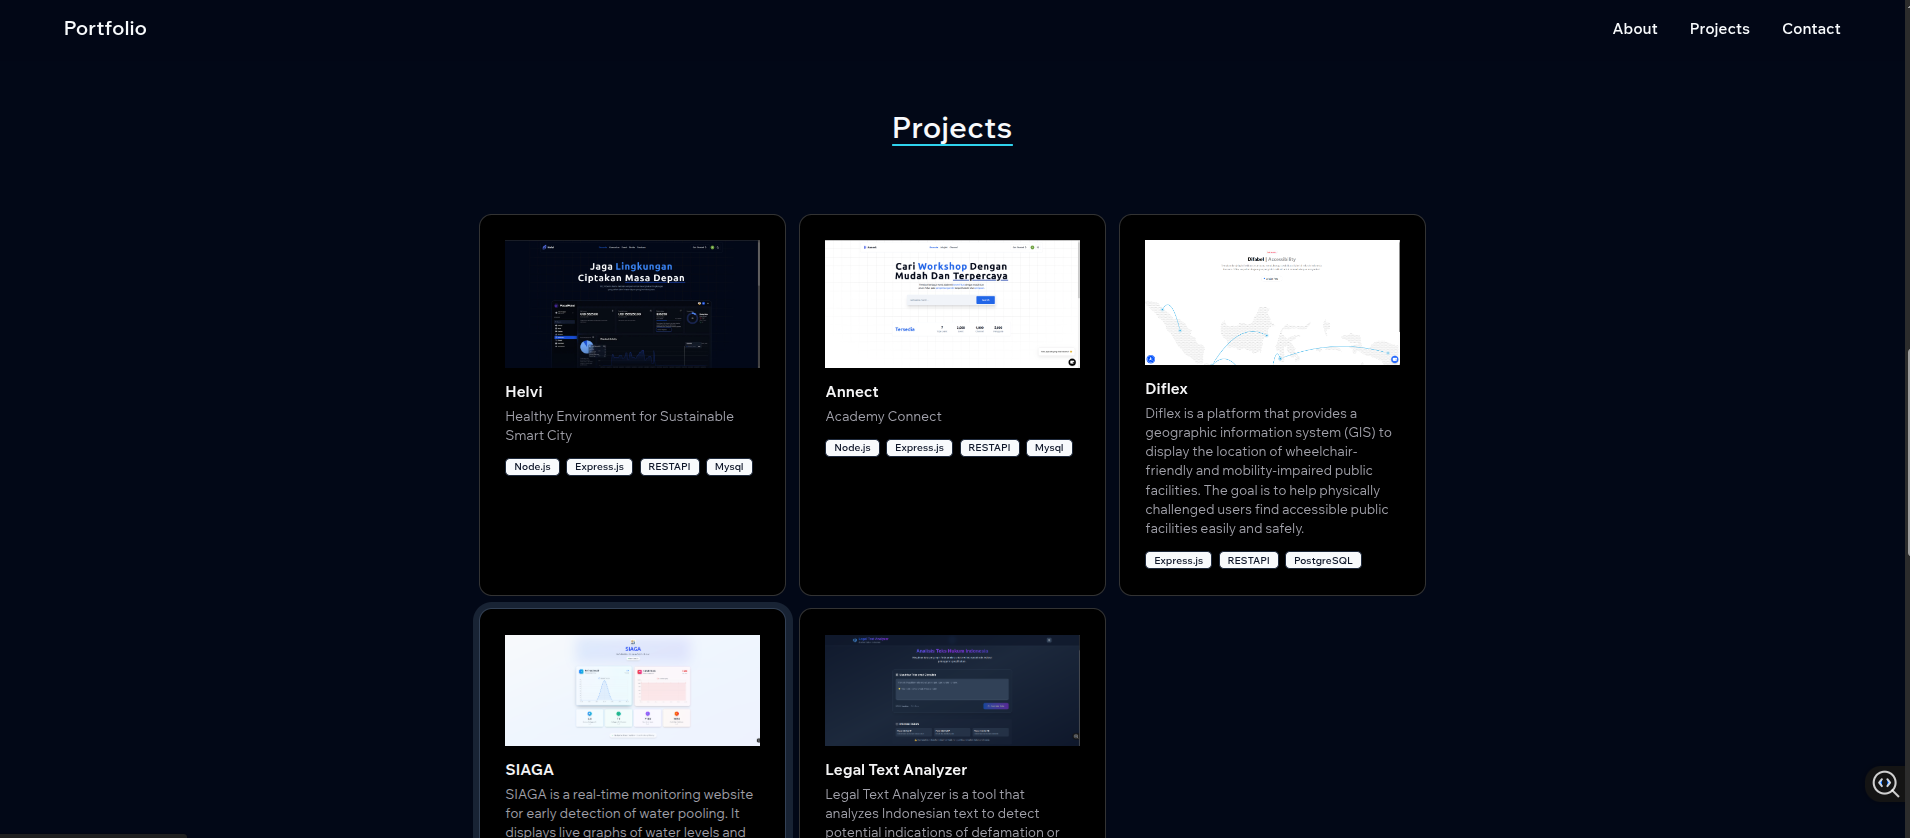 Portfolio
About
Projects
Contact
Projects
Jaga Lingkungan
Ciptakan Masa Depan
Helvi
Healthy Environment for Sustainable
Smart City
Node.js
Express.js
RESTAPI
Mysql
Cari Workshop Dengan
Mudah Dan Terpercaya
Tersedia
Annect
Academy Connect
Node.js
Express.js
RESTAPI
Mysql
Difabel | Accessibility
Diflex
Diflex is a platform that provides a
geographic information system (GIS) to
display the location of wheelchair-
friendly and mobility-impaired public
facilities. The goal is to help physically
challenged users find accessible public
facilities easily and safely.
Express.js
RESTAPI
PostgreSQL
SIAGA
SIAGA
SIAGA is a real-time monitoring website
for early detection of water pooling. It
displays live graphs of water levels and
Legal Text Analyzer
Legal Text Analyzer is a tool that
analyzes Indonesian text to detect
potential indications of defamation or